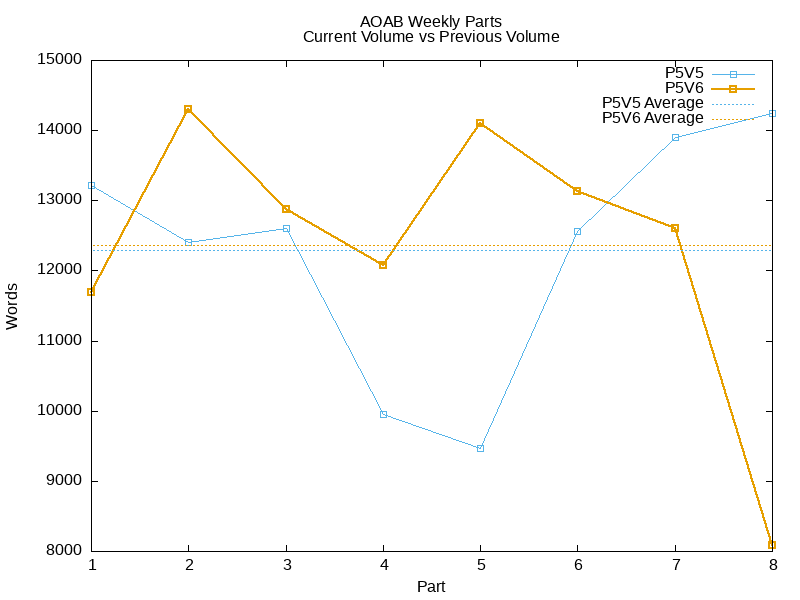 AOAB Weekly Parts
Current Volume vs Previous Volume
15000
14000
13000
12000
11000
10000
9000
8000
Words
P5V5
P5V6
P5V5 Average
P5V6 Average
1 2 3 4 5 6 7 8
Part